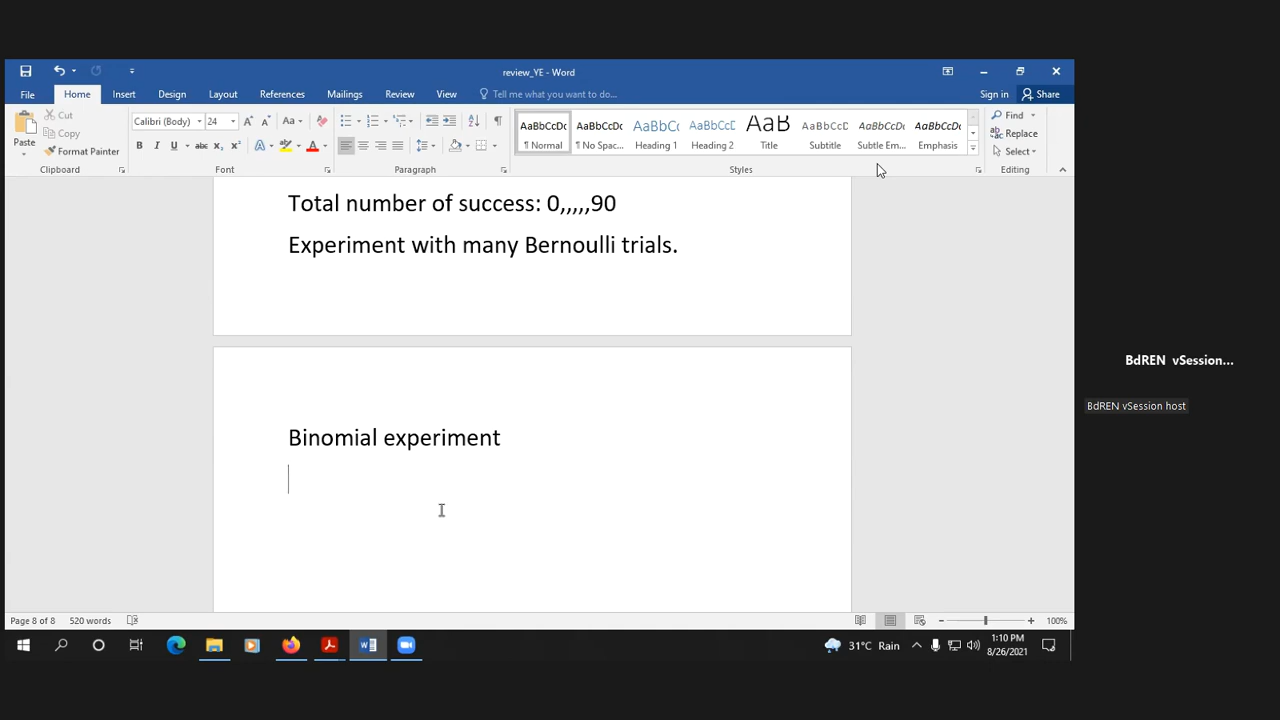 review_YE - Word
File Home Insert Design Layout References Mailings Review View Tell me what you want to do... Sign in Share
Paste Cut Copy Format Painter
Calibri (Body) 24
AaBbCcDc AaBbCcDc AaBbCc AaBbCcD AaB AaBbCcD AaBbCcDc AaBbCcDc
¶ Normal ¶ No Spac... Heading 1 Heading 2 Title Subtitle Subtle Em... Emphasis
Find Replace Select
Clipboard Font Paragraph Styles Editing
Total number of success: 0,,,,,90
Experiment with many Bernoulli trials.
Binomial experiment
BdREN vSession...
BdREN vSession host
Page 8 of 8 520 words 100%
31°C Rain 1:10 PM
8/26/2021